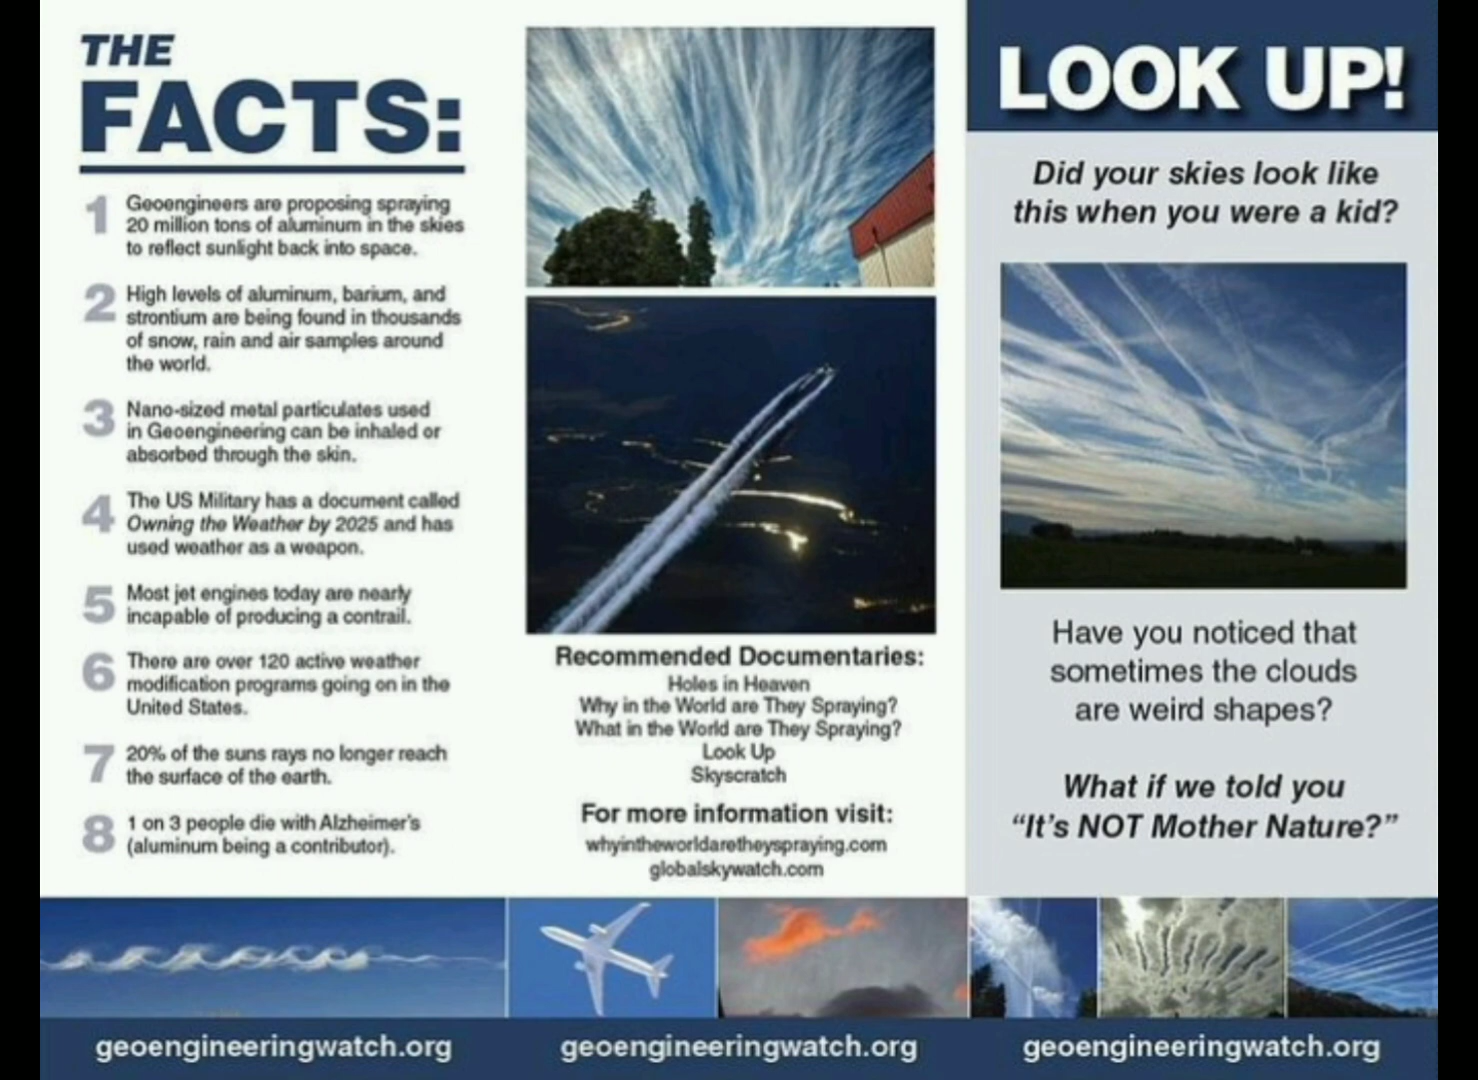 THE
FACTS:
1 Geoengineers are proposing spraying
20 million tons of aluminum in the skies
to reflect sunlight back into space.
2 High levels of aluminum, barium, and
strontium are being found in thousands
of snow, rain and air samples around
the world.
3 Nano-sized metal particulates used
in Geoengineering can be inhaled or
absorbed through the skin.
4 The US Military has a document called
Owning the Weather by 2025 and has
used weather as a weapon.
5 Most jet engines today are nearly
incapable of producing a contrail.
6 There are over 120 active weather
modification programs going on in the
United States.
7 20% of the suns rays no longer reach
the surface of the earth.
8 1 on 3 people die with Alzheimer's
(aluminum being a contributor).
Recommended Documentaries:
Holes in Heaven
Why in the World are They Spraying?
What in the World are They Spraying?
Look Up
Skyscratch
For more information visit:
whyintheworldaretheyspraying.com
globalskywatch.com
LOOK UP!
Did your skies look like
this when you were a kid?
Have you noticed that
sometimes the clouds
are weird shapes?
What if we told you
“It's NOT Mother Nature?”
geoengineeringwatch.org
geoengineeringwatch.org
geoengineeringwatch.org